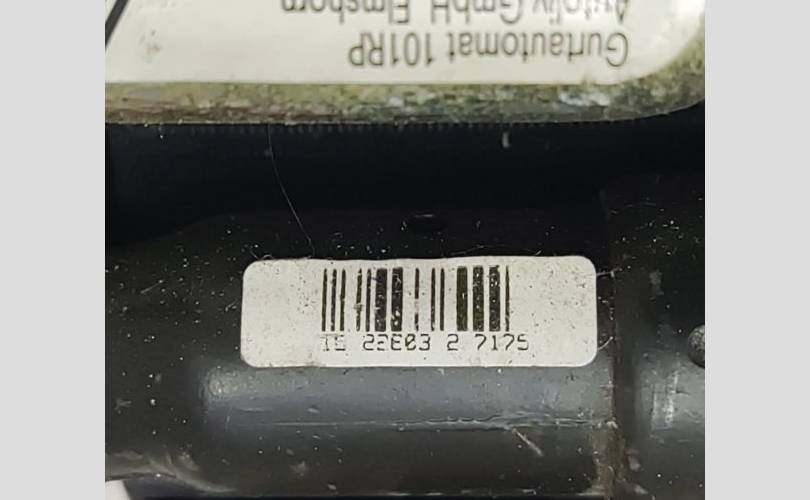 Gurtautomat 101RP
Autoliv GmbH, Elmshorn
IS 22E03 2 7175